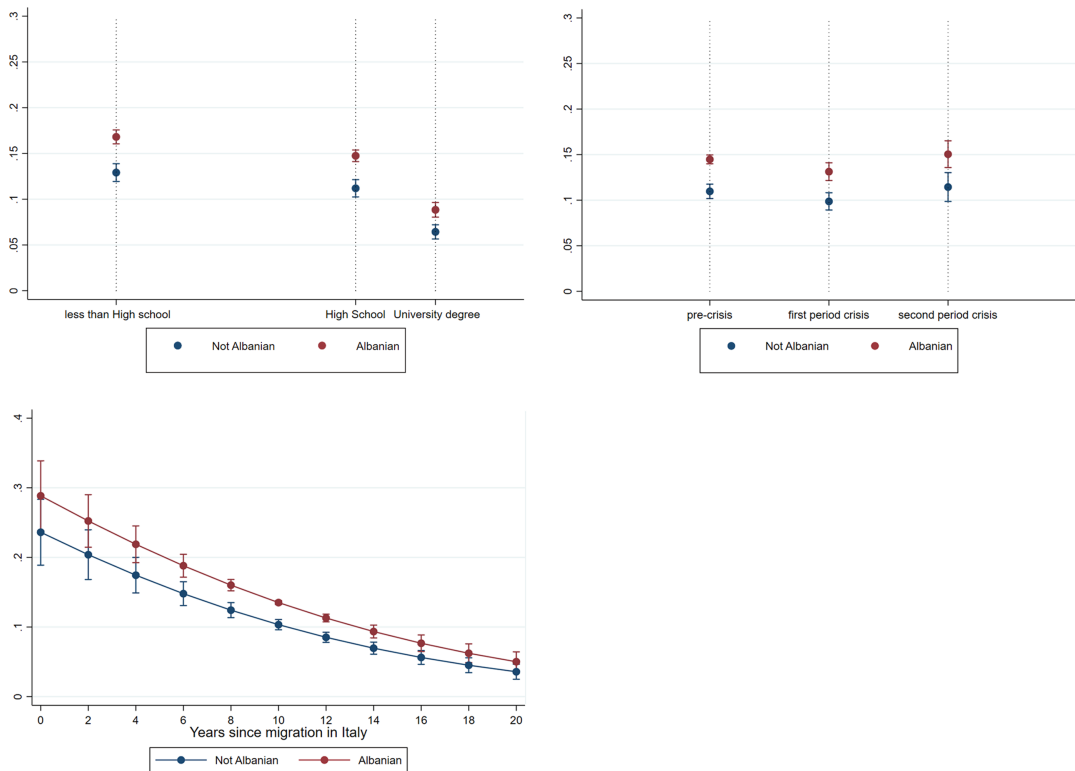 .3
.25
.2
.15
.1
.05
0
less than High school High School University degree
Not Albanian Albanian
.3
.25
.2
.15
.1
.05
0
pre-crisis first period crisis second period crisis
Not Albanian Albanian
.4
.3
.2
.1
0
0 2 4 6 8 10 12 14 16 18 20
Years since migration in Italy
Not Albanian Albanian